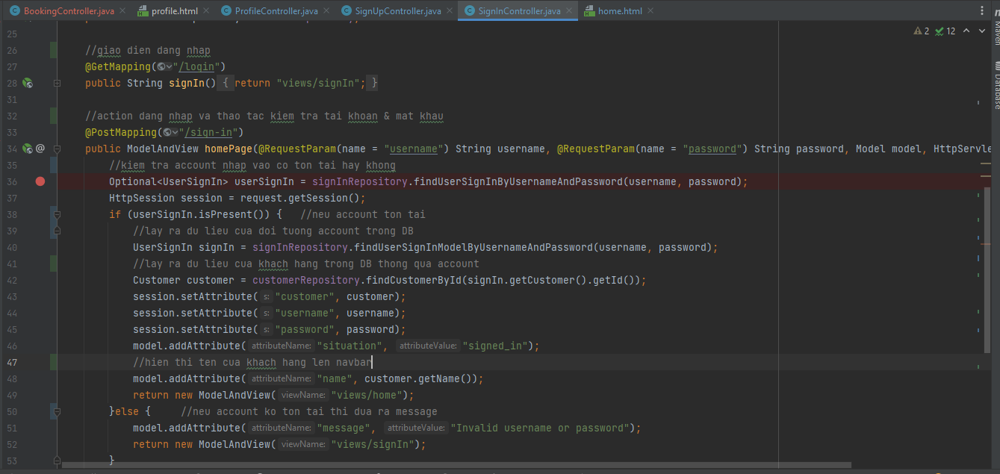 BookingController.java profile.html ProfileController.java SignUpController.java SignInController.java home.html
2 12
25
26 //giao dien dang nhap
27 @GetMapping("/login")
28 public String signIn() { return "views/signIn"; }
31
32 //action dang nhap va thao tac kiem tra tai khoan & mat khau
33 @PostMapping("/sign-in")
34 @ public ModelAndView homePage(@RequestParam(name = "username") String username, @RequestParam(name = "password") String password, Model model, HttpServle
35 //kiem tra account nhap vao co ton tai hay khong
36 Optional<UserSignIn> userSignIn = signInRepository.findUserSignInByUsernameAndPassword(username, password);
37 HttpSession session = request.getSession();
38 if (userSignIn.isPresent()) { //neu account ton tai
39 //lay ra du lieu cua doi tuong account trong DB
40 UserSignIn signIn = signInRepository.findUserSignInModelByUsernameAndPassword(username, password);
41 //lay ra du lieu cua khach hang trong DB thong qua account
42 Customer customer = customerRepository.findCustomerById(signIn.getCustomer().getId());
43 session.setAttribute( s: "customer", customer);
44 session.setAttribute( s: "username", username);
45 session.setAttribute( s: "password", password);
46 model.addAttribute( attributeName: "situation", attributeValue: "signed_in");
47 //hien thi ten cua khach hang len navbar
48 model.addAttribute( attributeName: "name", customer.getName());
49 return new ModelAndView( viewName: "views/home");
50 }else { //neu account ko ton tai thi dua ra message
51 model.addAttribute( attributeName: "message", attributeValue: "Invalid username or password");
52 return new ModelAndView( viewName: "views/signIn");
53 }
Maven
Database